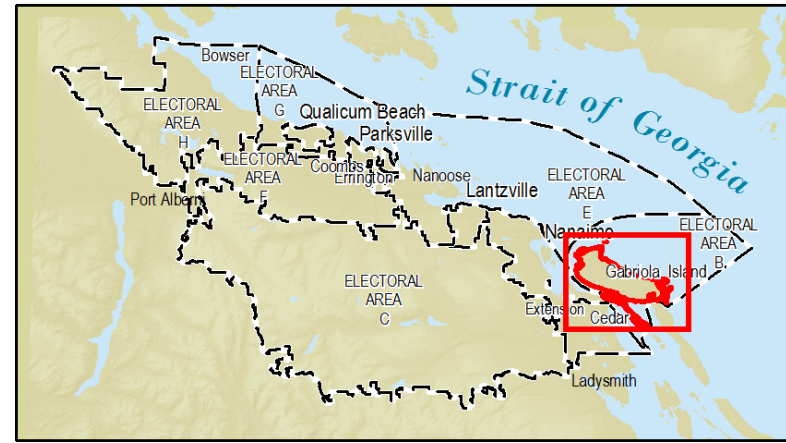 Bowser
ELECTORAL
AREA
G
Strait of Georgia
ELECTORAL
AREA
H
Qualicum Beach
Parksville
ELECTORAL
AREA
F
Coombs
Errington
Nanoose
Lantzville
ELECTORAL
AREA
E
Port Alberry
Nanaimo
ELECTORAL
AREA
B
Gabriola Island
ELECTORAL
AREA
C
Extension
Cedar
Ladysmith